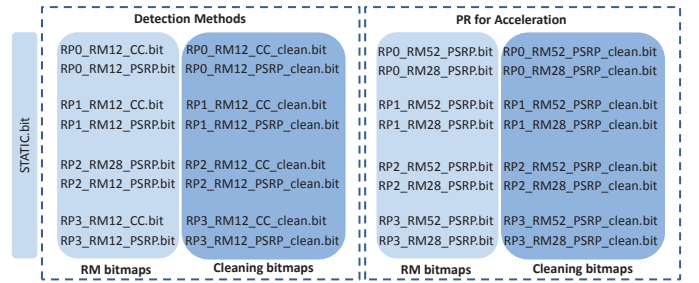 Detection Methods
PR for Acceleration
STATIC.bit
RP0_RM12_CC.bit
RP0_RM12_PSRP.bit
RP1_RM12_CC.bit
RP1_RM12_PSRP.bit
RP2_RM28_PSRP.bit
RP2_RM12_PSRP.bit
RP3_RM12_CC.bit
RP3_RM12_PSRP.bit
RM bitmaps
RP0_RM12_CC_clean.bit
RP0_RM12_PSRP_clean.bit
RP1_RM12_CC_clean.bit
RP1_RM12_PSRP_clean.bit
RP2_RM12_CC_clean.bit
RP2_RM12_PSRP_clean.bit
RP3_RM12_CC_clean.bit
RP3_RM12_PSRP_clean.bit
Cleaning bitmaps
RP0_RM52_PSRP.bit
RP0_RM28_PSRP.bit
RP1_RM52_PSRP.bit
RP1_RM28_PSRP.bit
RP2_RM52_PSRP.bit
RP2_RM28_PSRP.bit
RP3_RM52_PSRP.bit
RP3_RM28_PSRP.bit
RM bitmaps
RP0_RM52_PSRP_clean.bit
RP0_RM28_PSRP_clean.bit
RP1_RM52_PSRP_clean.bit
RP1_RM28_PSRP_clean.bit
RP2_RM52_PSRP_clean.bit
RP2_RM28_PSRP_clean.bit
RP3_RM52_PSRP_clean.bit
RP3_RM28_PSRP_clean.bit
Cleaning bitmaps